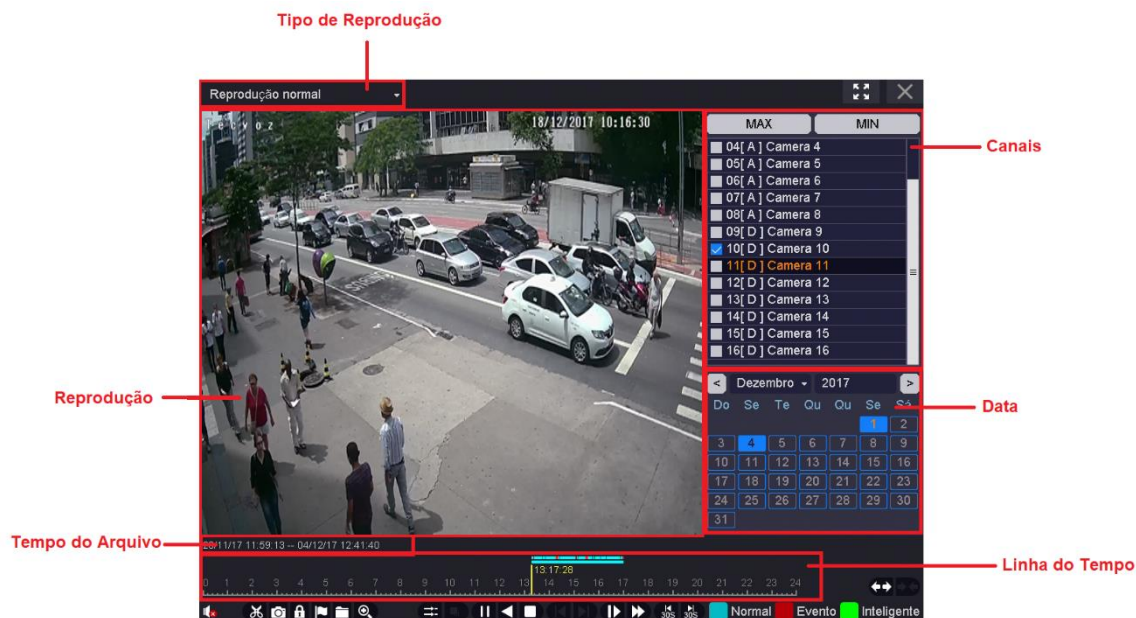 Tipo de Reprodução
Reprodução normal
Jecvoz
18/12/2017 10:16:30
MAX MIN
04[ A ] Camera 4
05[ A ] Camera 5
06[ A ] Camera 6
07[ A ] Camera 7
08[ A ] Camera 8
09[ D ] Camera 9
10[ D ] Camera 10
11[ D ] Camera 11
12[ D ] Camera 12
13[ D ] Camera 13
14[ D ] Camera 14
15[ D ] Camera 15
16[ D ] Camera 16
Canais
Reprodução
< Dezembro 2017 >
Do Se Te Qu Qu Se Sá
1 2
3 4 5 6 7 8 9
10 11 12 13 14 15 16
17 18 19 20 21 22 23
24 25 26 27 28 29 30
31
Data
Tempo do Arquivo
28/11/17 11:59:13 -- 04/12/17 12:41:40
Linha do Tempo
13:17:28
0 1 2 3 4 5 6 7 8 9 10 11 12 13 14 15 16 17 18 19 20 21 22 23 24
30S 30S Normal Evento Inteligente